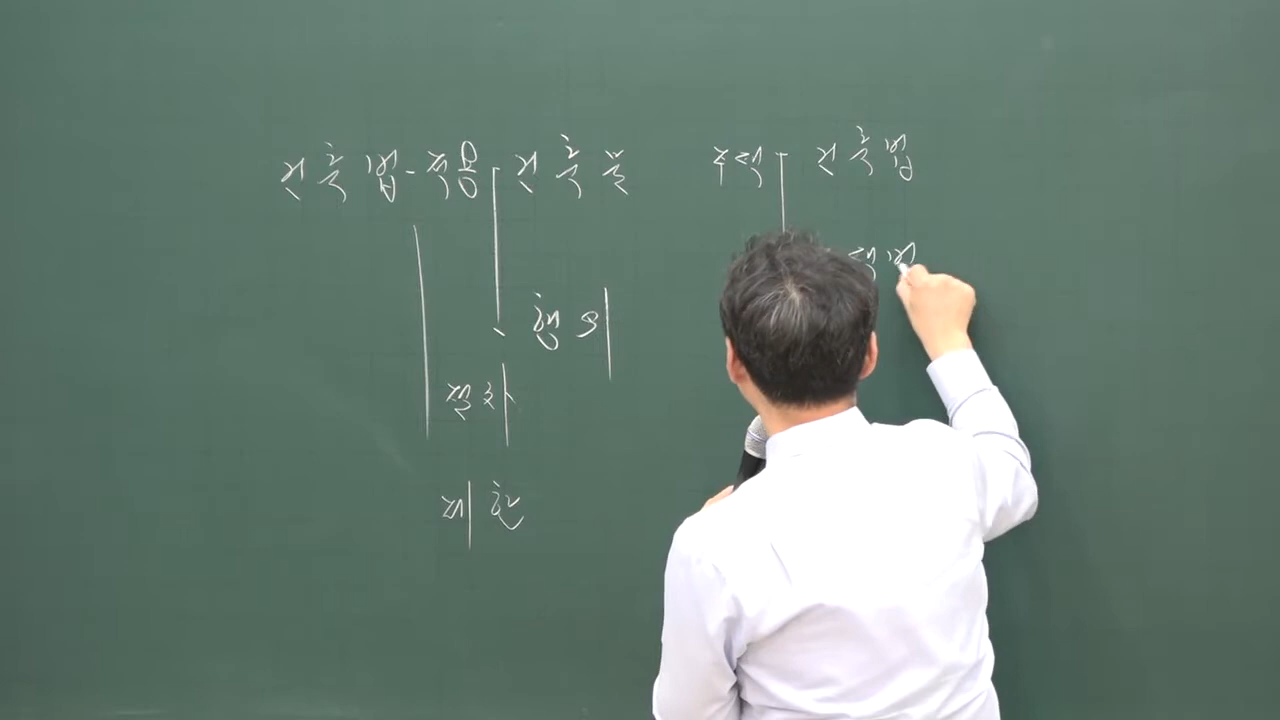 건축법-적용 건축물
행위
절차
제한
주택 건축법
택법